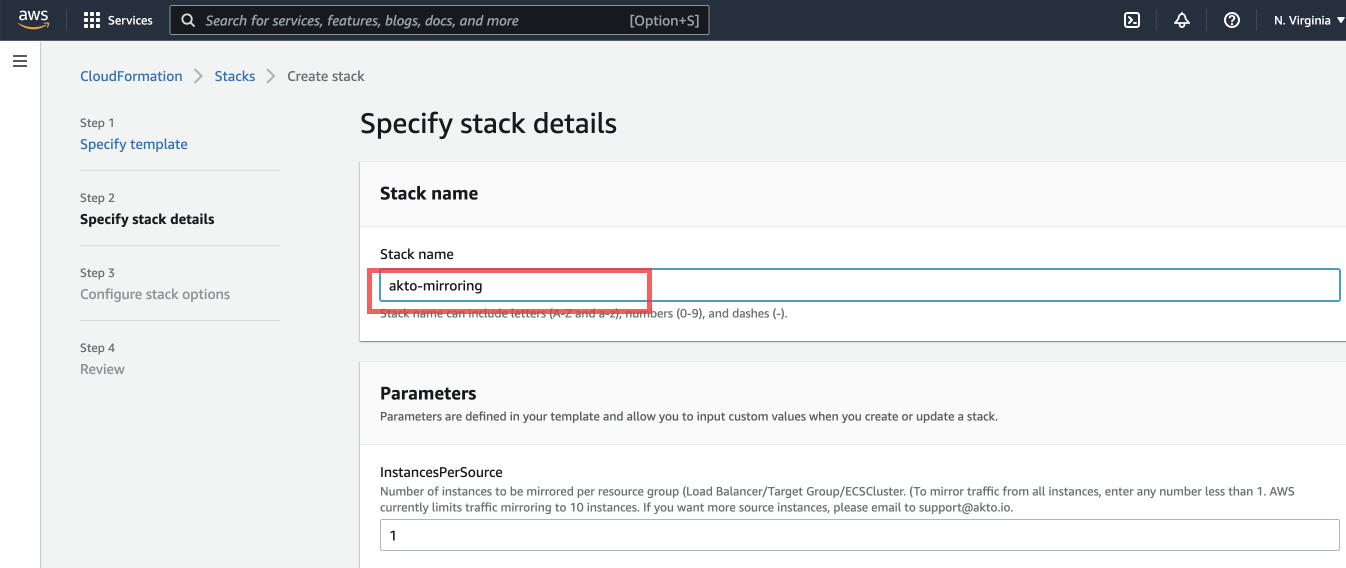 aws
Services
Search for services, features, blogs, docs, and more
[Option+S]
N. Virginia
CloudFormation
Stacks
Create stack
Step 1
Specify template
Step 2
Specify stack details
Step 3
Configure stack options
Step 4
Review
Specify stack details
Stack name
Stack name
akto-mirroring
Stack name can include letters (A-Z and a-z), numbers (0-9), and dashes (-).
Parameters
Parameters are defined in your template and allow you to input custom values when you create or update a stack.
InstancesPerSource
Number of instances to be mirrored per resource group (Load Balancer/Target Group/ECSCluster. (To mirror traffic from all instances, enter any number less than 1. AWS
currently limits traffic mirroring to 10 instances. If you want more source instances, please email to support@akto.io.
1